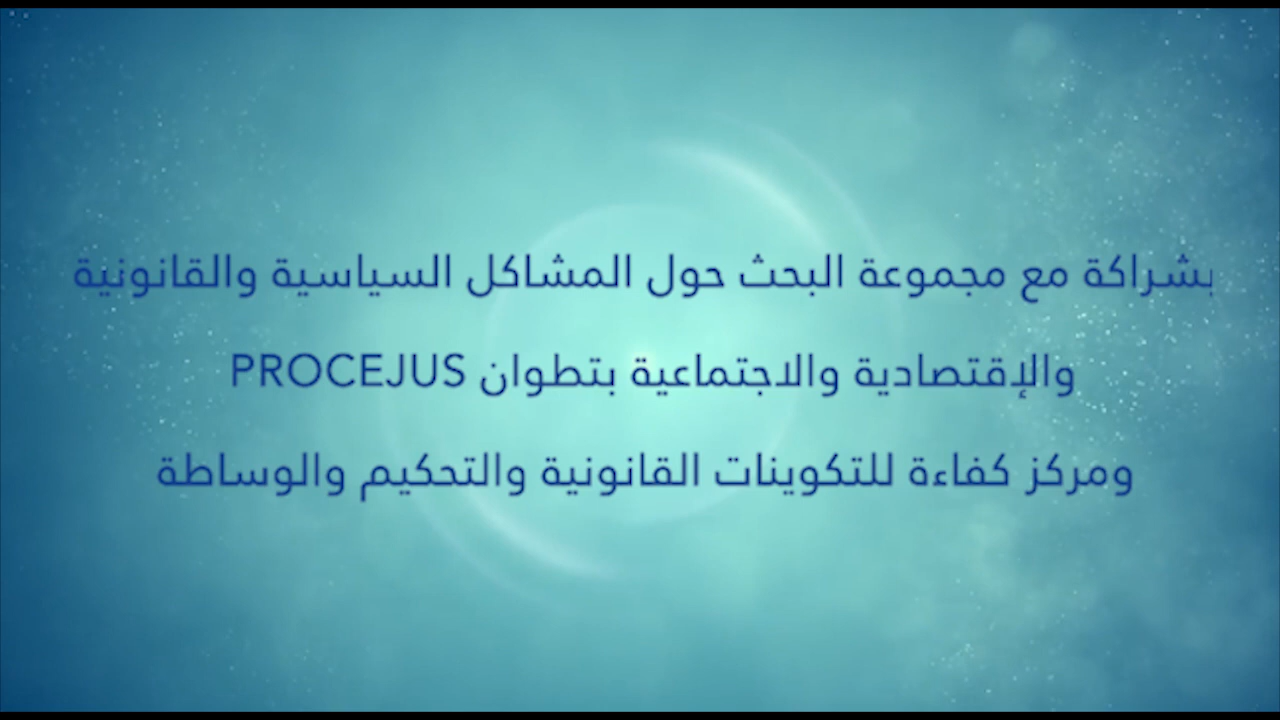 بشراكة مع مجموعة البحث حول المشاكل السياسية والقانونية
والإقتصادية والاجتماعية بتطوان PROCEJUS
ومركز كفاءة للتكوينات القانونية والتحكيم والوساطة